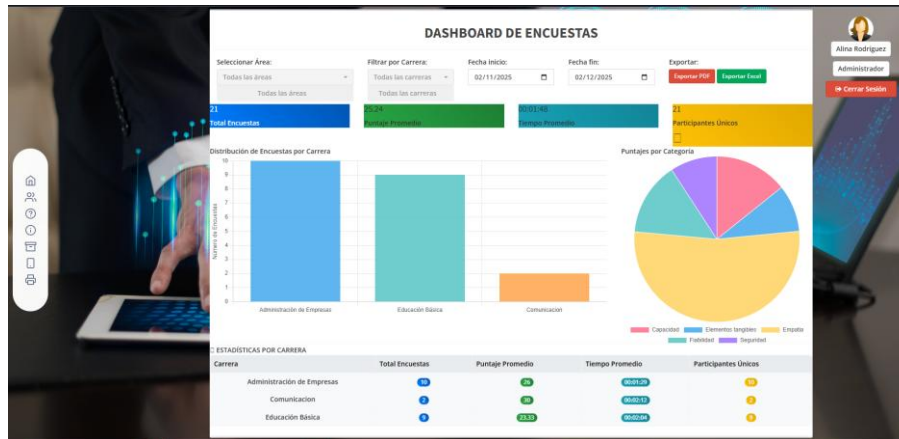 DASHBOARD DE ENCUESTAS
Alina Rodriguez
Administrador
Cerrar Sesión
Seleccionar Área: Filtrar por Carrera: Fecha inicio: Fecha fin: Exportar:
Todas las áreas Todas las carreras 02/11/2025 02/12/2025 Exportar PDF Exportar Excel
Todas las áreas Todas las carreras
21 25.24 00:01:48 21
Total Encuestas Puntaje Promedio Tiempo Promedio Participantes Únicos
Distribución de Encuestas por Carrera Puntajes por Categoría
10
9
8
7
6
5
4
3
2
1
0
Número de Encuestas
Administración de Empresas Educación Básica Comunicacion
Capacidad Elementos tangibles Empatia
Fiabilidad Seguridad
ESTADÍSTICAS POR CARRERA
Carrera Total Encuestas Puntaje Promedio Tiempo Promedio Participantes Únicos
Administración de Empresas 10 26 00:01:29 10
Comunicacion 2 30 00:02:12 2
Educación Básica 9 23.33 00:02:04 9